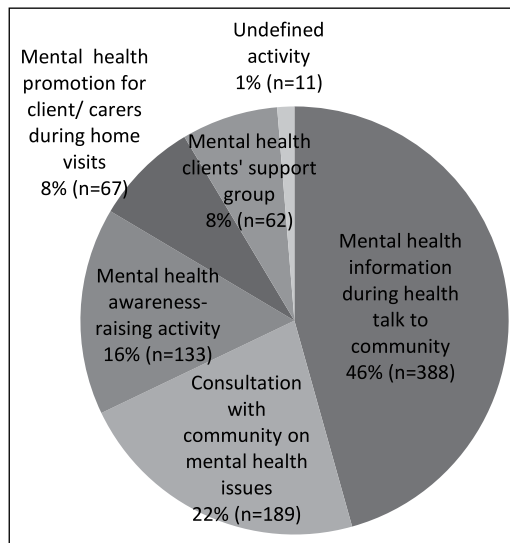 Undefined
activity
1% (n=11)
Mental  health
promotion for
client/ carers
during home
visits
8% (n=67)
Mental health
clients' support
group
8% (n=62)
Mental health
information
during health
talk to
community
46% (n=388)
Mental health
awareness-
raising activity
16% (n=133)
Consultation
with
community on
mental health
issues
22% (n=189)